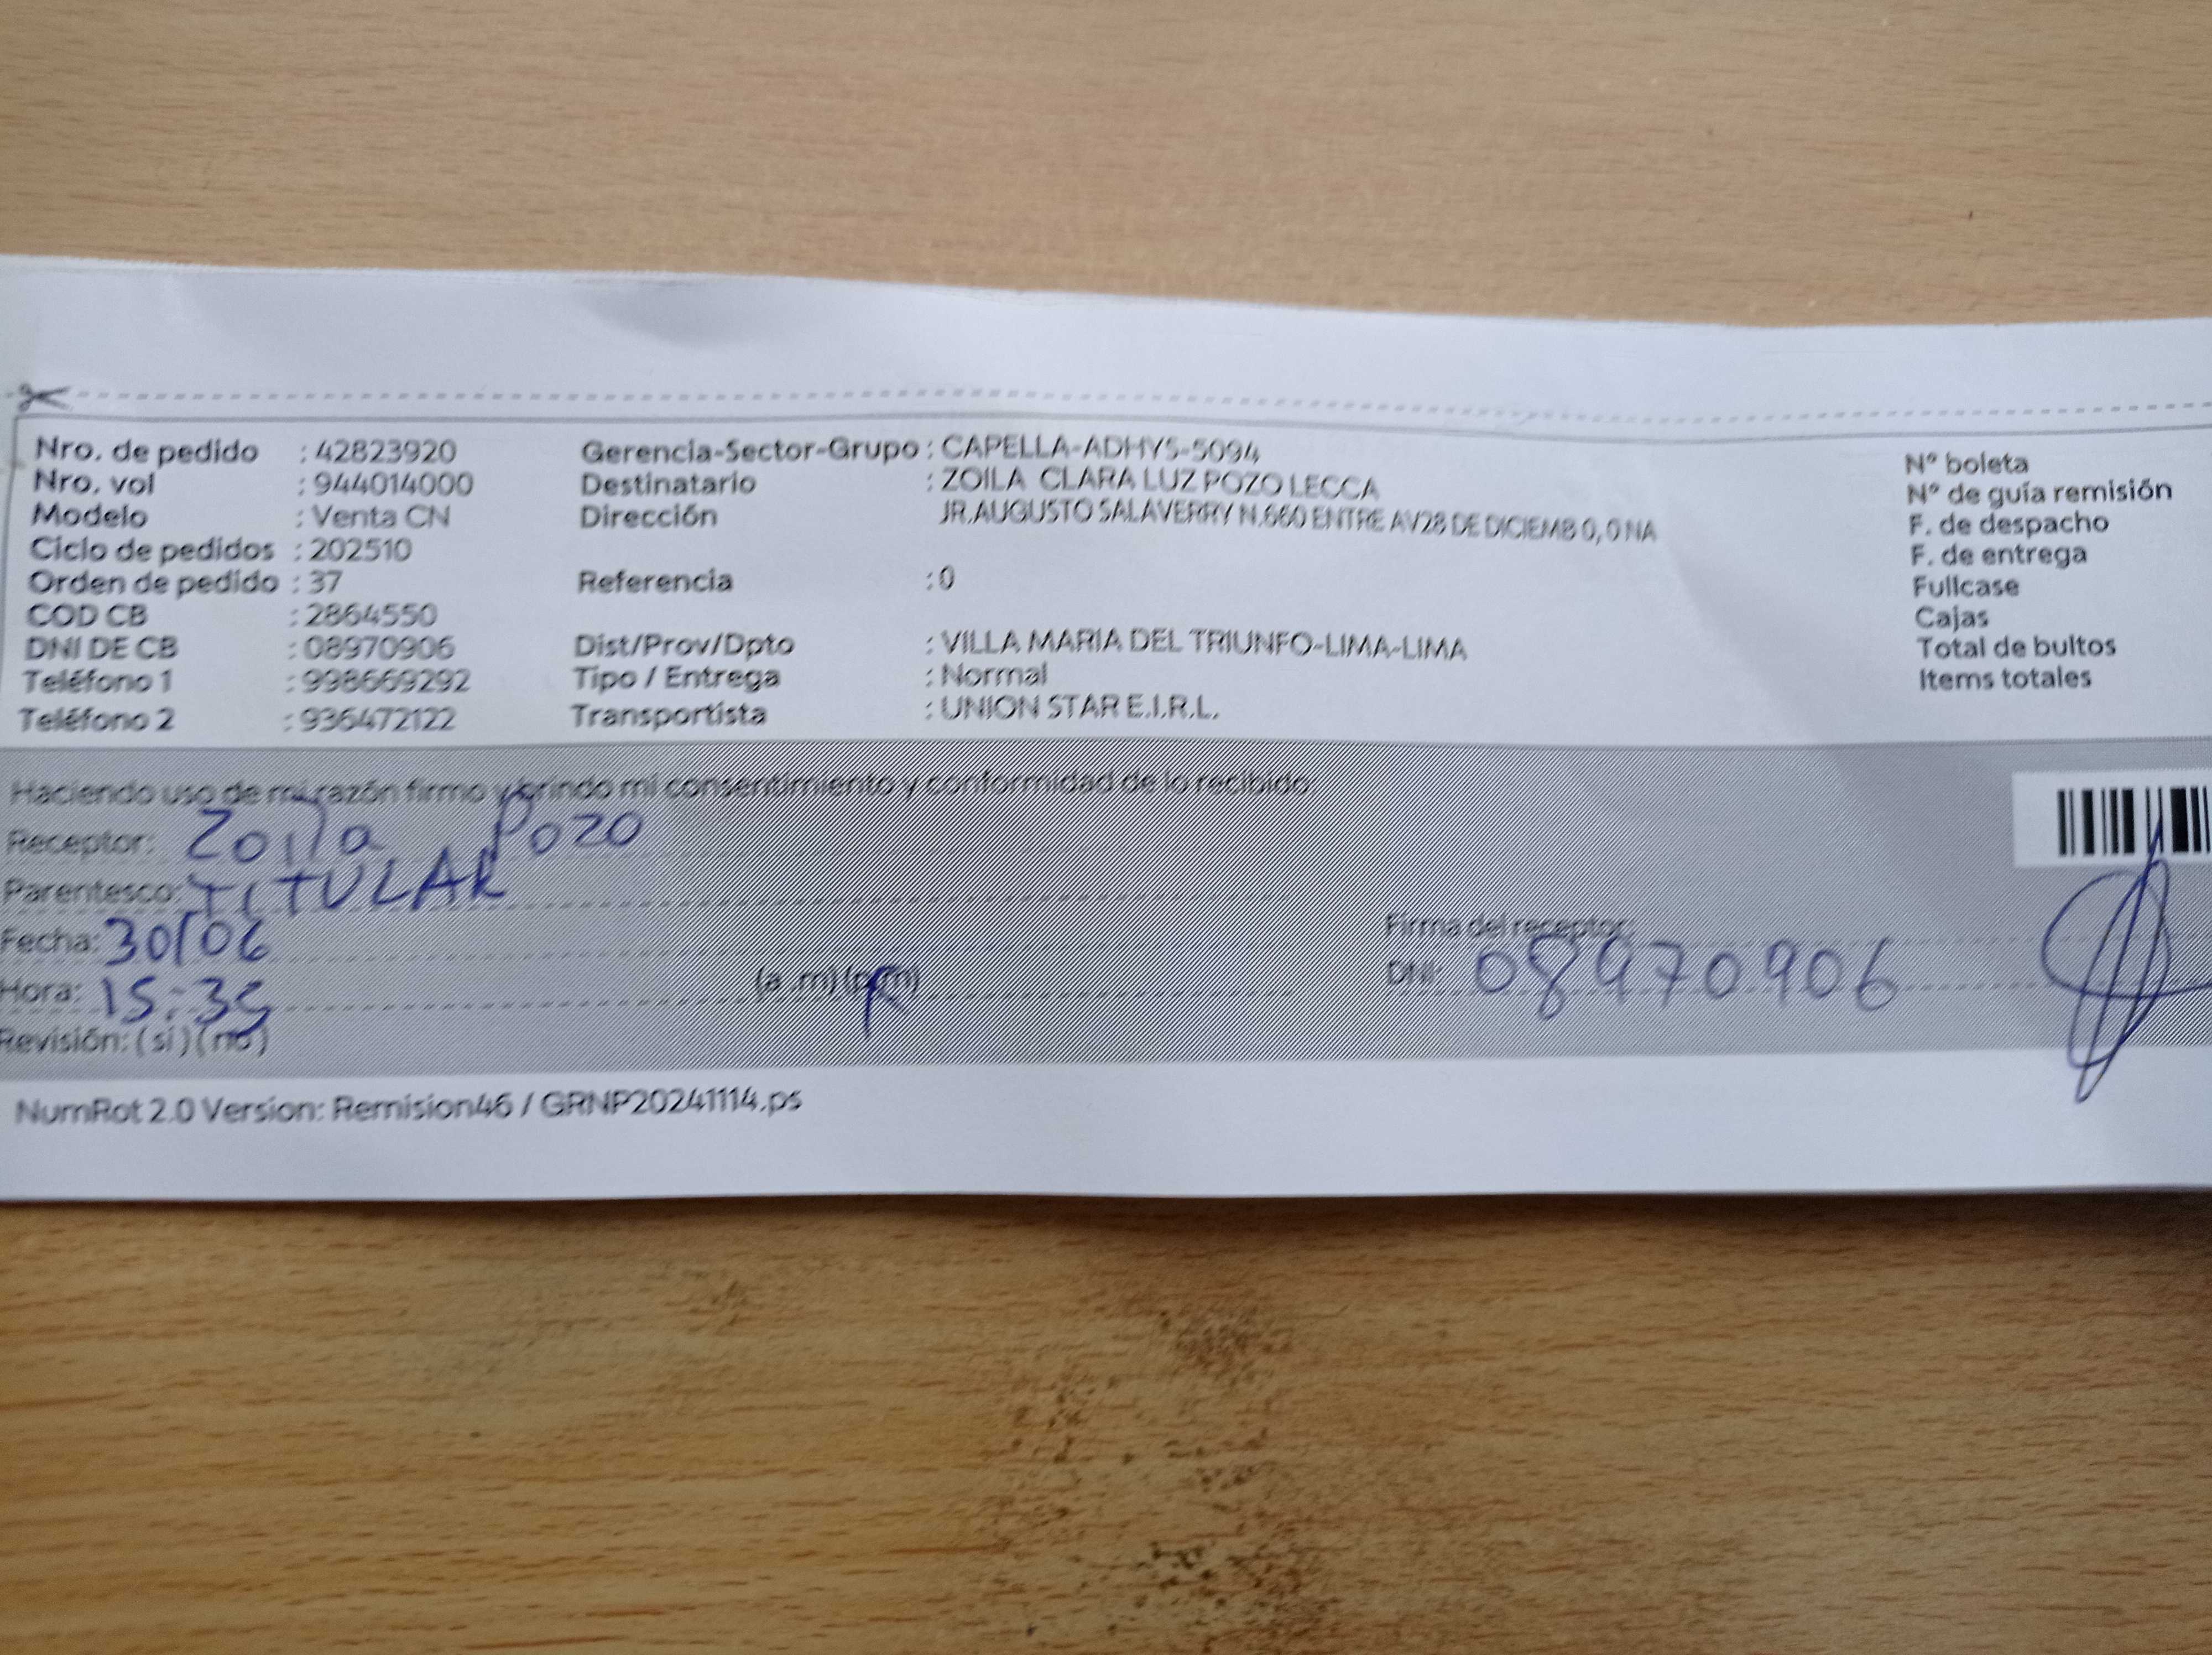 Nro. de pedido : 42823920 Gerencia-Sector-Grupo : CAPELLA-ADHYS-5094 N° boleta
Nro. vol : 944014000 Destinatario : ZOILA CLARA LUZ POZO LECCA N° de guía remisión
Modelo : Venta CN Dirección JR.AUGUSTO SALAVERRY N.660 ENTRE AV28 DE DICIEMB 0, 0 NA F. de despacho
Ciclo de pedidos : 202510 F. de entrega
Orden de pedido : 37 Referencia : 0 Fullcase
COD CB : 2864550 Cajas
DNI DE CB : 08970906 Dist/Prov/Dpto : VILLA MARIA DEL TRIUNFO-LIMA-LIMA Total de bultos
Teléfono 1 : 998669292 Tipo / Entrega : Normal Items totales
Teléfono 2 : 936472122 Transportista : UNION STAR E.I.R.L.
Haciendo uso de mi razón firmo y brindo mi consentimiento y conformidad de lo recibido:
Receptor: Zoila Pozo
Parentesco: TITULAR
Fecha: 30/06 Firma del receptor:
Hora: 15:35 (a .m) (p.m) DNI: 08970906
Revisión: ( si ) ( no )
NumRot 2.0 Version: Remision46 / GRNP20241114.ps